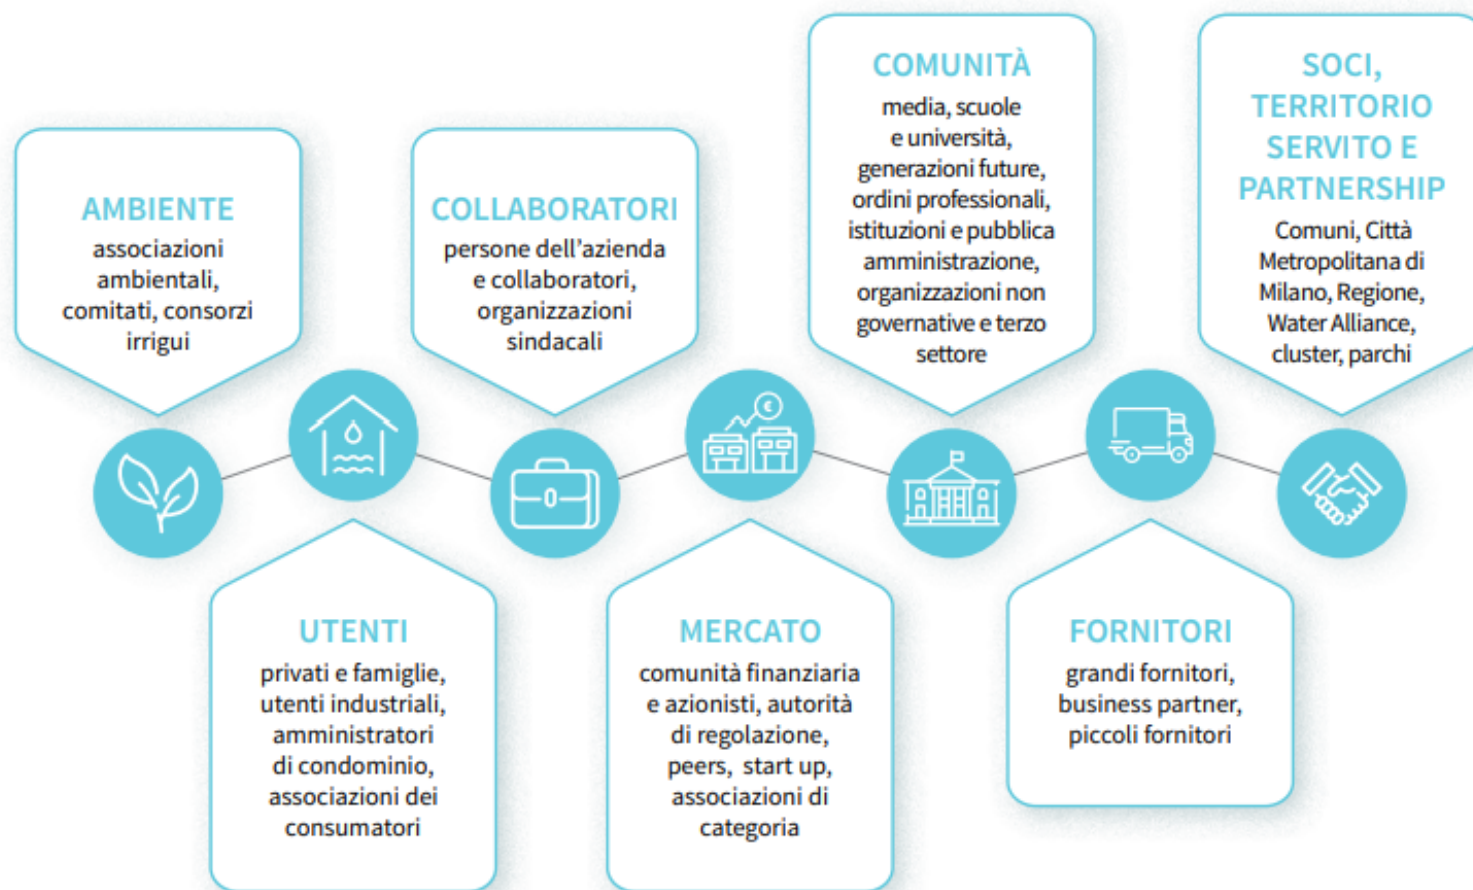 AMBIENTE
associazioni
ambientali,
comitati, consorzi
irrigui
UTENTI
privati e famiglie,
utenti industriali,
amministratori
di condominio,
associazioni dei
consumatori
COLLABORATORI
persone dell'azienda
e collaboratori,
organizzazioni
sindacali
MERCATO
comunità finanziaria
e azionisti, autorità
di regolazione,
peers, start up,
associazioni di
categoria
€
COMUNITÀ
media, scuole
e università,
generazioni future,
ordini professionali,
istituzioni e pubblica
amministrazione,
organizzazioni non
governative e terzo
settore
FORNITORI
grandi fornitori,
business partner,
piccoli fornitori
SOCI,
TERRITORIO
SERVITO E
PARTNERSHIP
Comuni, Città
Metropolitana di
Milano, Regione,
Water Alliance,
cluster, parchi